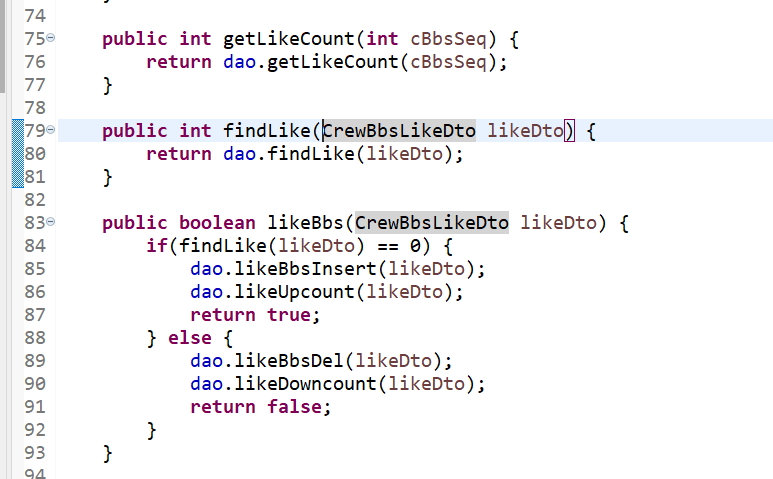 74
75 public int getLikeCount(int cBbsSeq) {
76 return dao.getLikeCount(cBbsSeq);
77 }
78
79 public int findLike(CrewBbsLikeDto likeDto) {
80 return dao.findLike(likeDto);
81 }
82
83 public boolean likeBbs(CrewBbsLikeDto likeDto) {
84 if(findLike(likeDto) == 0) {
85 dao.likeBbsInsert(likeDto);
86 dao.likeUpcount(likeDto);
87 return true;
88 } else {
89 dao.likeBbsDel(likeDto);
90 dao.likeDowncount(likeDto);
91 return false;
92 }
93 }
94